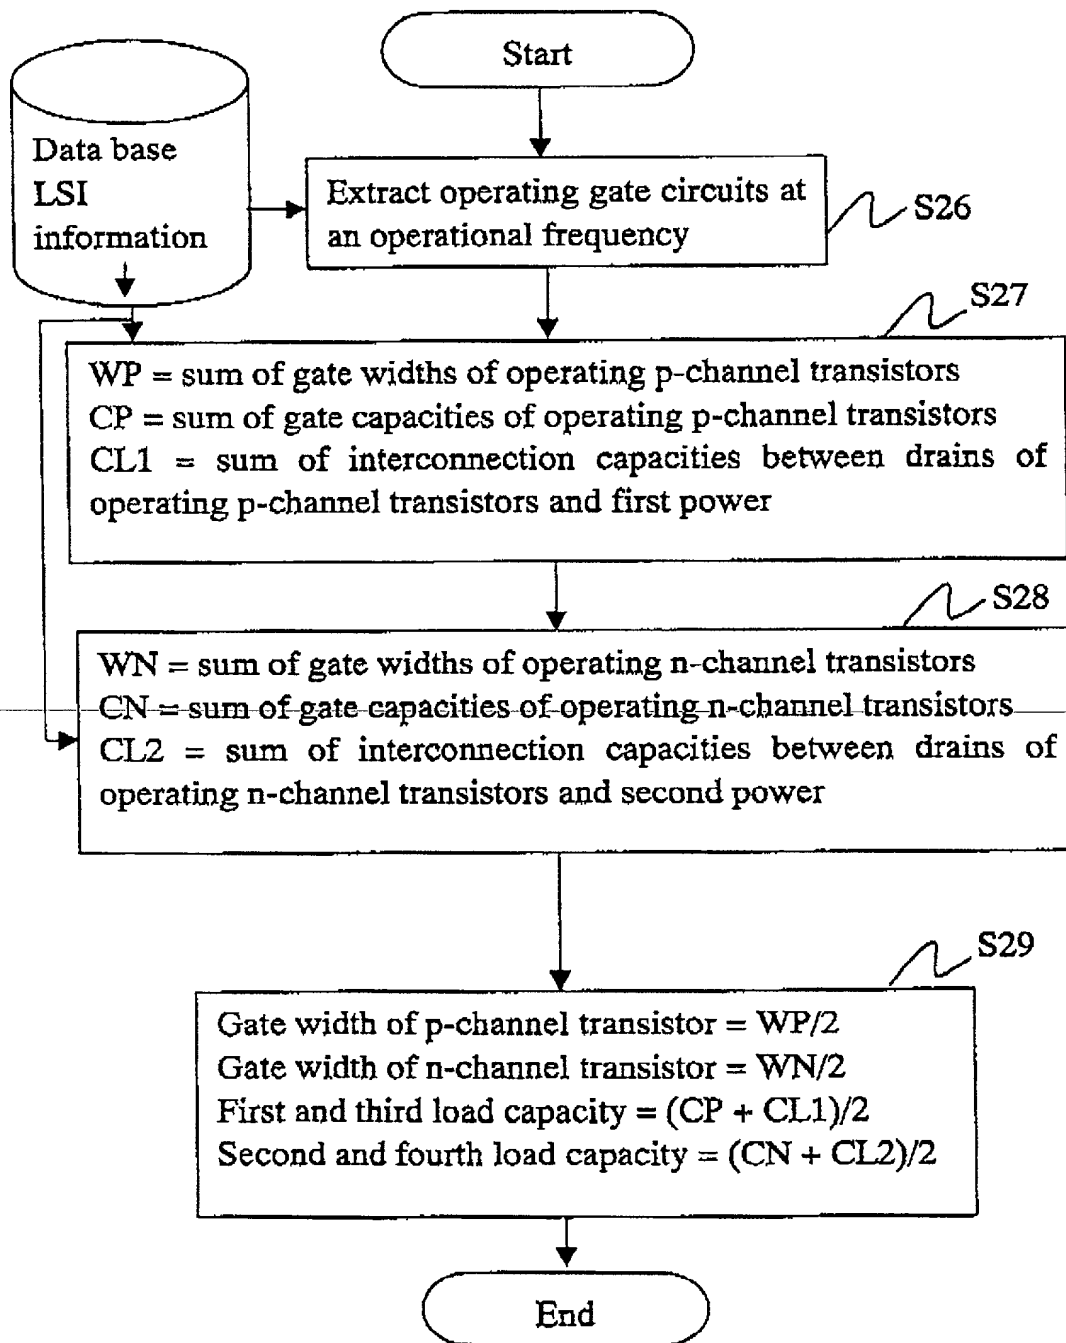 Start
Data base
LSI
information
Extract operating gate circuits at
an operational frequency
S26
S27
WP = sum of gate widths of operating p-channel transistors
CP = sum of gate capacities of operating p-channel transistors
CL1 = sum of interconnection capacities between drains of
operating p-channel transistors and first power
S28
WN = sum of gate widths of operating n-channel transistors
CN = sum of gate capacities of operating n-channel transistors
CL2 = sum of interconnection capacities between drains of
operating n-channel transistors and second power
S29
Gate width of p-channel transistor = WP/2
Gate width of n-channel transistor = WN/2
First and third load capacity = (CP + CL1)/2
Second and fourth load capacity = (CN + CL2)/2
End